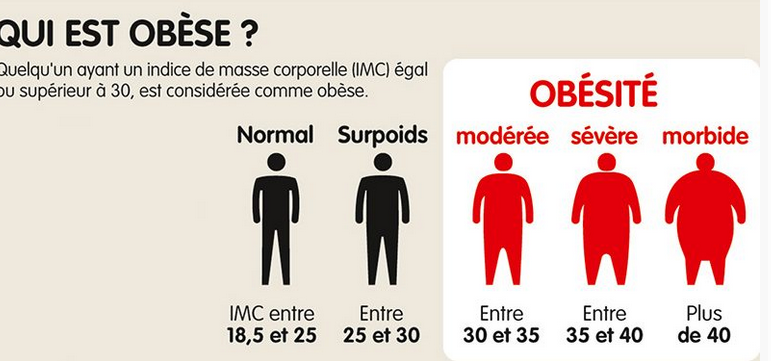 QUI EST OBÈSE ?
Quelqu'un ayant un indice de masse corporelle (IMC) égal
ou supérieur à 30, est considérée comme obèse.
OBÉSITÉ
Normal Surpoids modérée sévère morbide
IMC entre Entre Entre Entre Plus
18,5 et 25 25 et 30 30 et 35 35 et 40 de 40